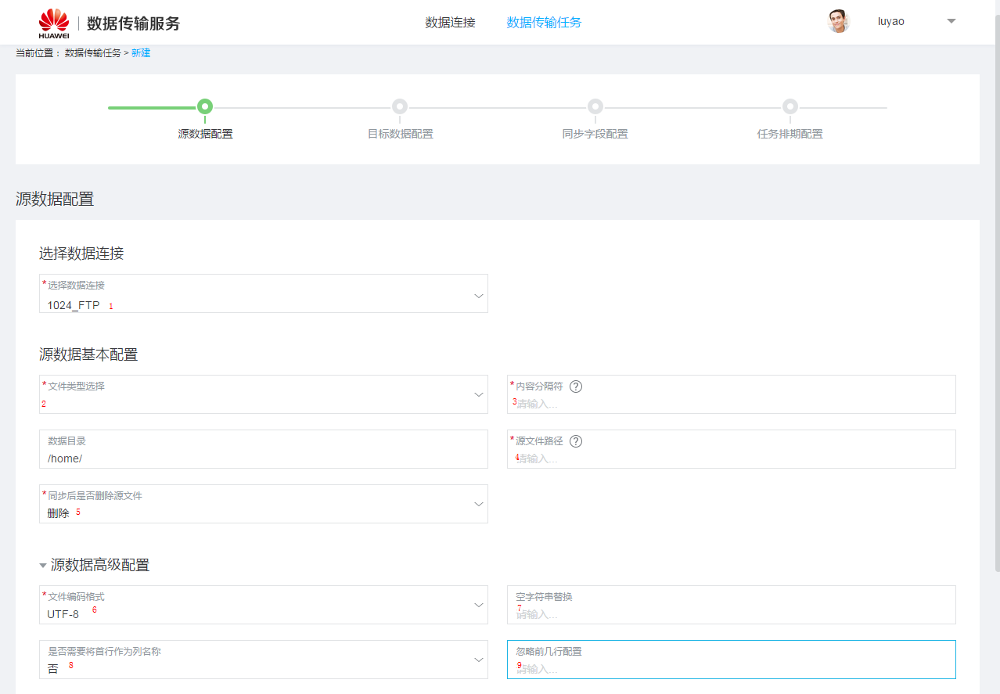 HUAWEI
数据传输服务
数据连接
数据传输任务
luyao
当前位置： 数据传输任务 > 新建
源数据配置
目标数据配置
同步字段配置
任务排期配置
源数据配置
选择数据连接
*选择数据连接
1024_FTP 1
源数据基本配置
*文件类型选择
2
*内容分隔符 ?
3请输入...
数据目录
/home/
*源文件路径 ?
4请输入...
*同步后是否删除源文件
删除 5
源数据高级配置
*文件编码格式
UTF-8 6
空字符串替换
7
请输入...
是否需要将首行作为列名称
否 8
忽略前几行配置
9
请输入...